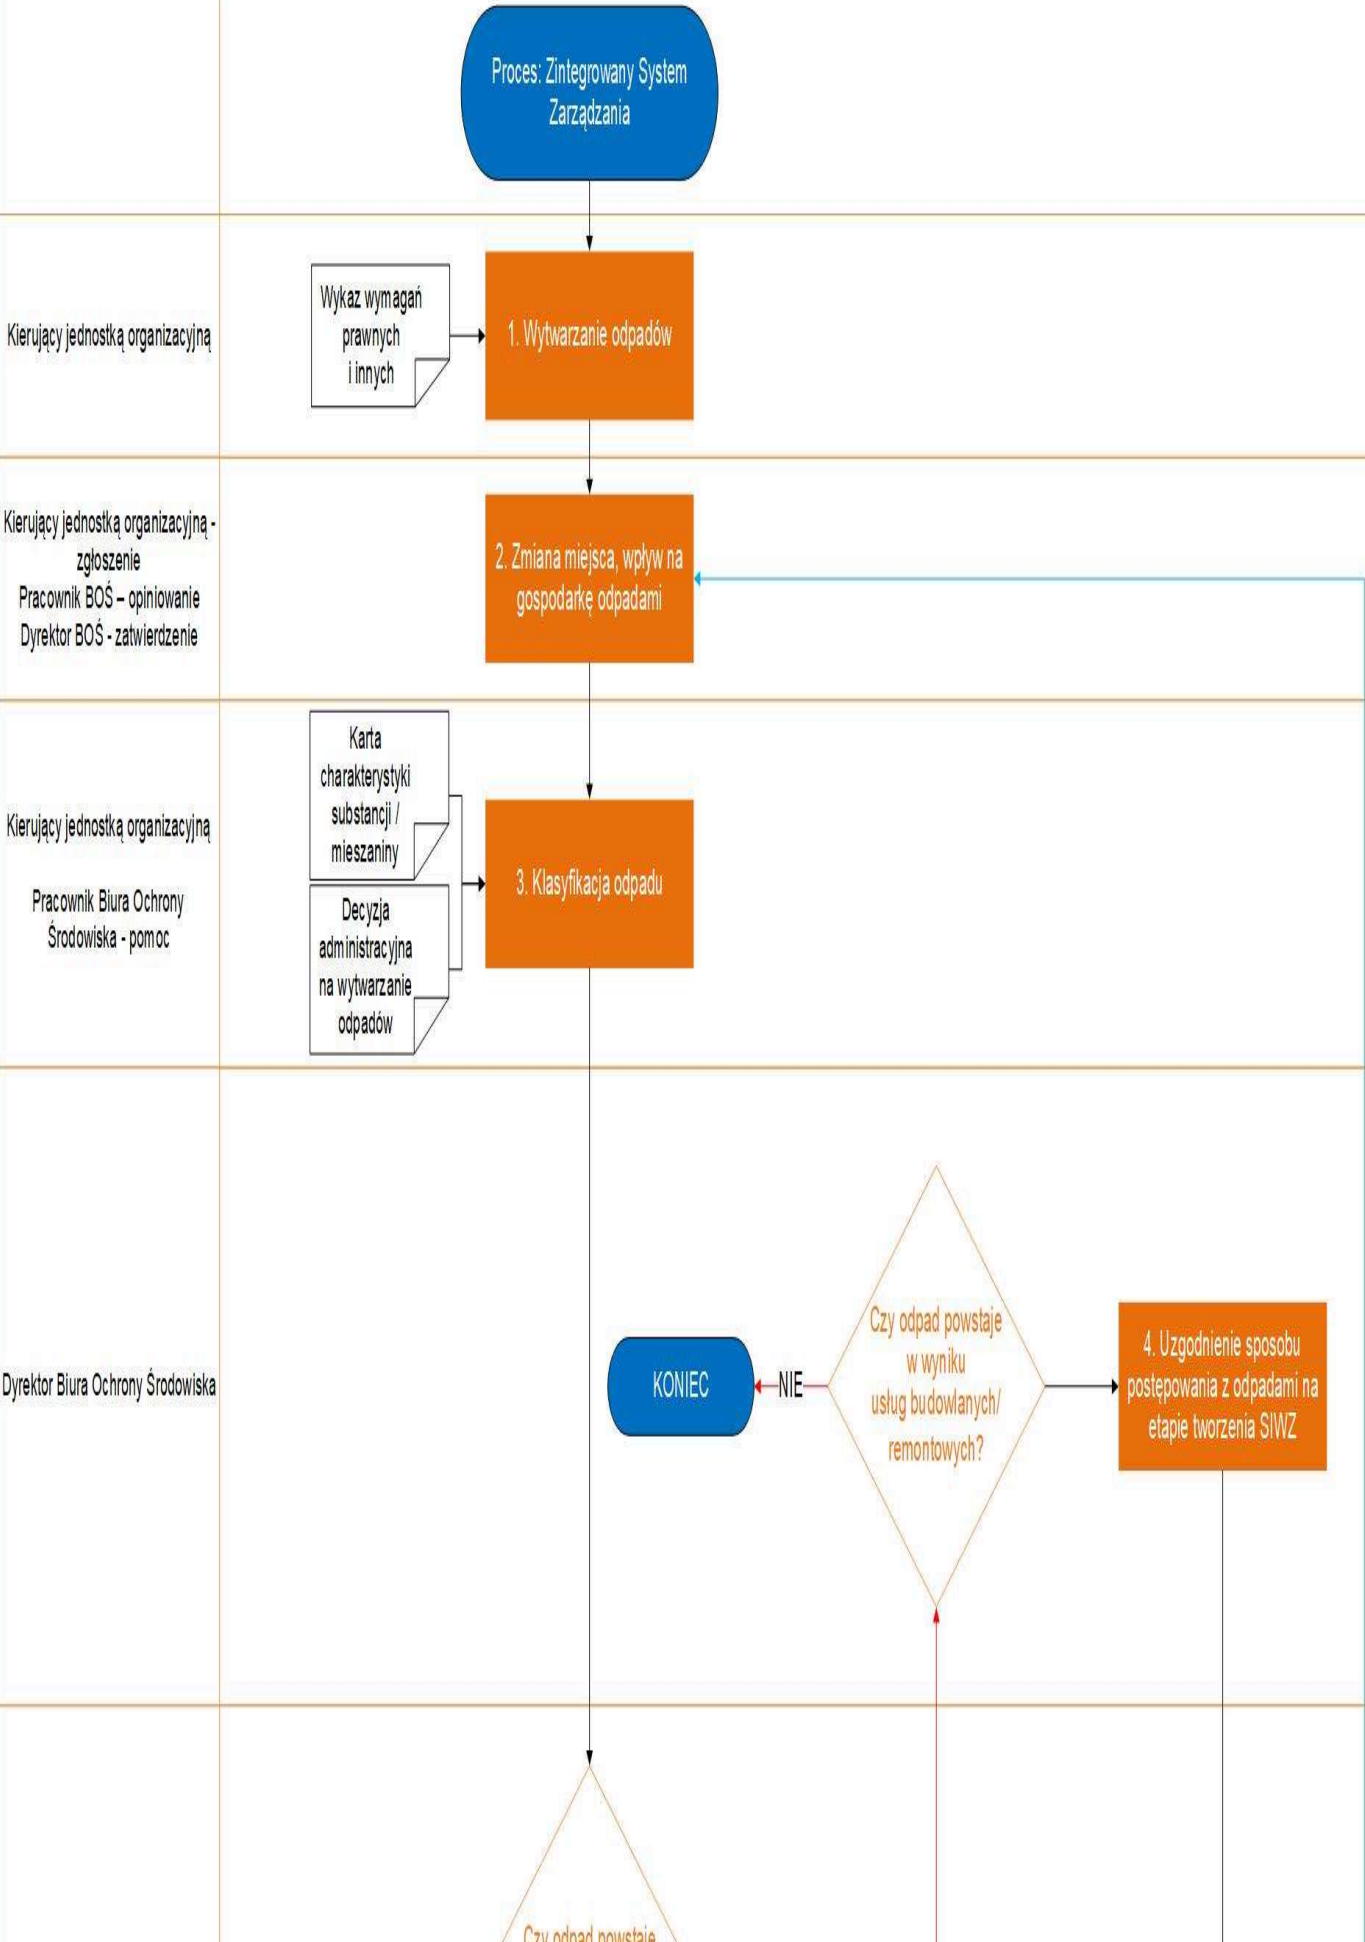 Proces: Zintegrowany System
Zarządzania
Kierujący jednostką organizacyjną
Wykaz wymagań
prawnych
i innych
1. Wytwarzanie odpadów
Kierujący jednostką organizacyjną -
zgłoszenie
Pracownik BOŚ – opiniowanie
Dyrektor BOŚ - zatwierdzenie
2. Zmiana miejsca, wpływ na
gospodarkę odpadami
Kierujący jednostką organizacyjną
Pracownik Biura Ochrony
Środowiska - pomoc
Karta
charakterystyki
substancji /
mieszaniny
Decyzja
administracyjna
na wytwarzanie
odpadów
3. Klasyfikacja odpadu
Dyrektor Biura Ochrony Środowiska
KONIEC
NIE
Czy odpad powstaje
w wyniku
usług budowlanych/
remontowych?
4. Uzgodnienie sposobu
postępowania z odpadami na
etapie tworzenia SIWZ
Czy odpad powstaje